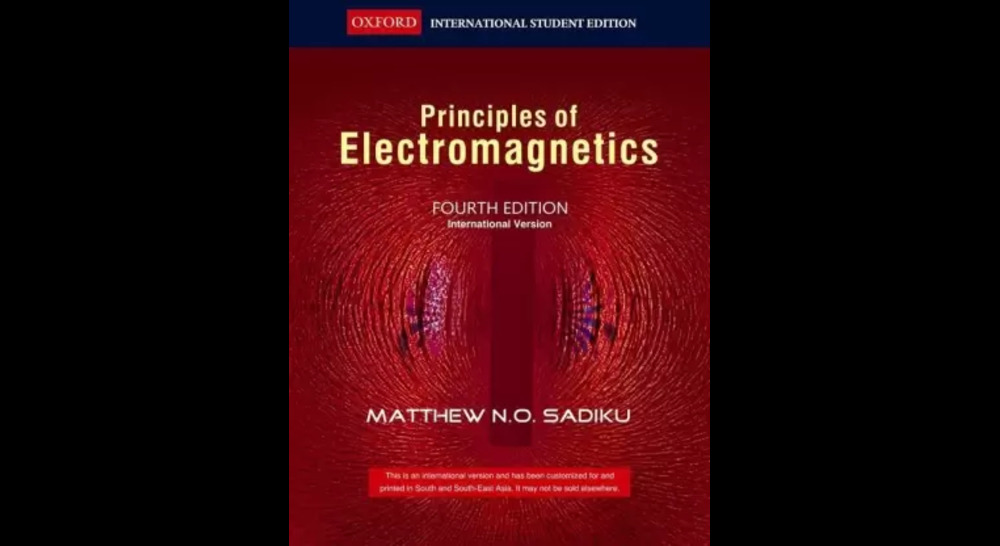 OXFORD INTERNATIONAL STUDENT EDITION
Principles of
Electromagnetics
FOURTH EDITION
International Version
MATTHEW N.O. SADIKU
This is an international version and has been customized for and
printed in South and South-East Asia. It may not be sold elsewhere.